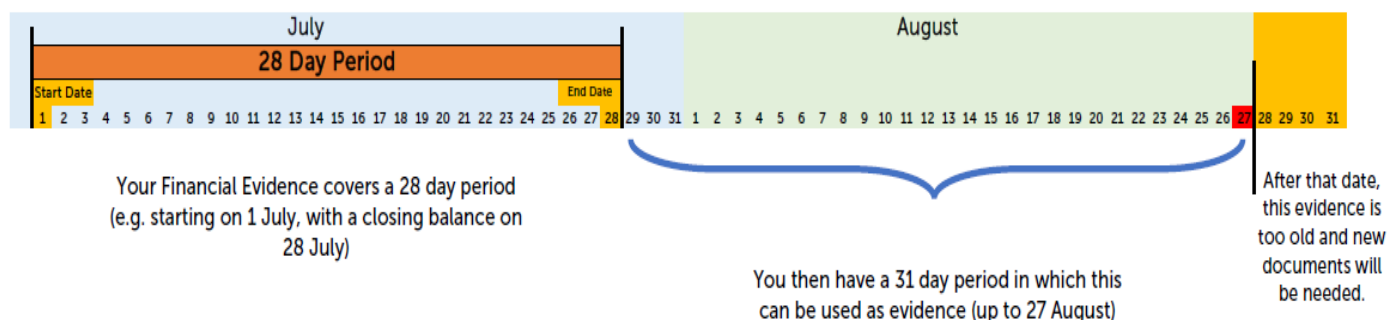 July
August
28 Day Period
Start Date
End Date
1 2 3 4 5 6 7 8 9 10 11 12 13 14 15 16 17 18 19 20 21 22 23 24 25 26 27 28 29 30 31 1 2 3 4 5 6 7 8 9 10 11 12 13 14 15 16 17 18 19 20 21 22 23 24 25 26 27 28 29 30 31
Your Financial Evidence covers a 28 day period
(e.g. starting on 1 July, with a closing balance on
28 July)
You then have a 31 day period in which this
can be used as evidence (up to 27 August)
After that date,
this evidence is
too old and new
documents will
be needed.